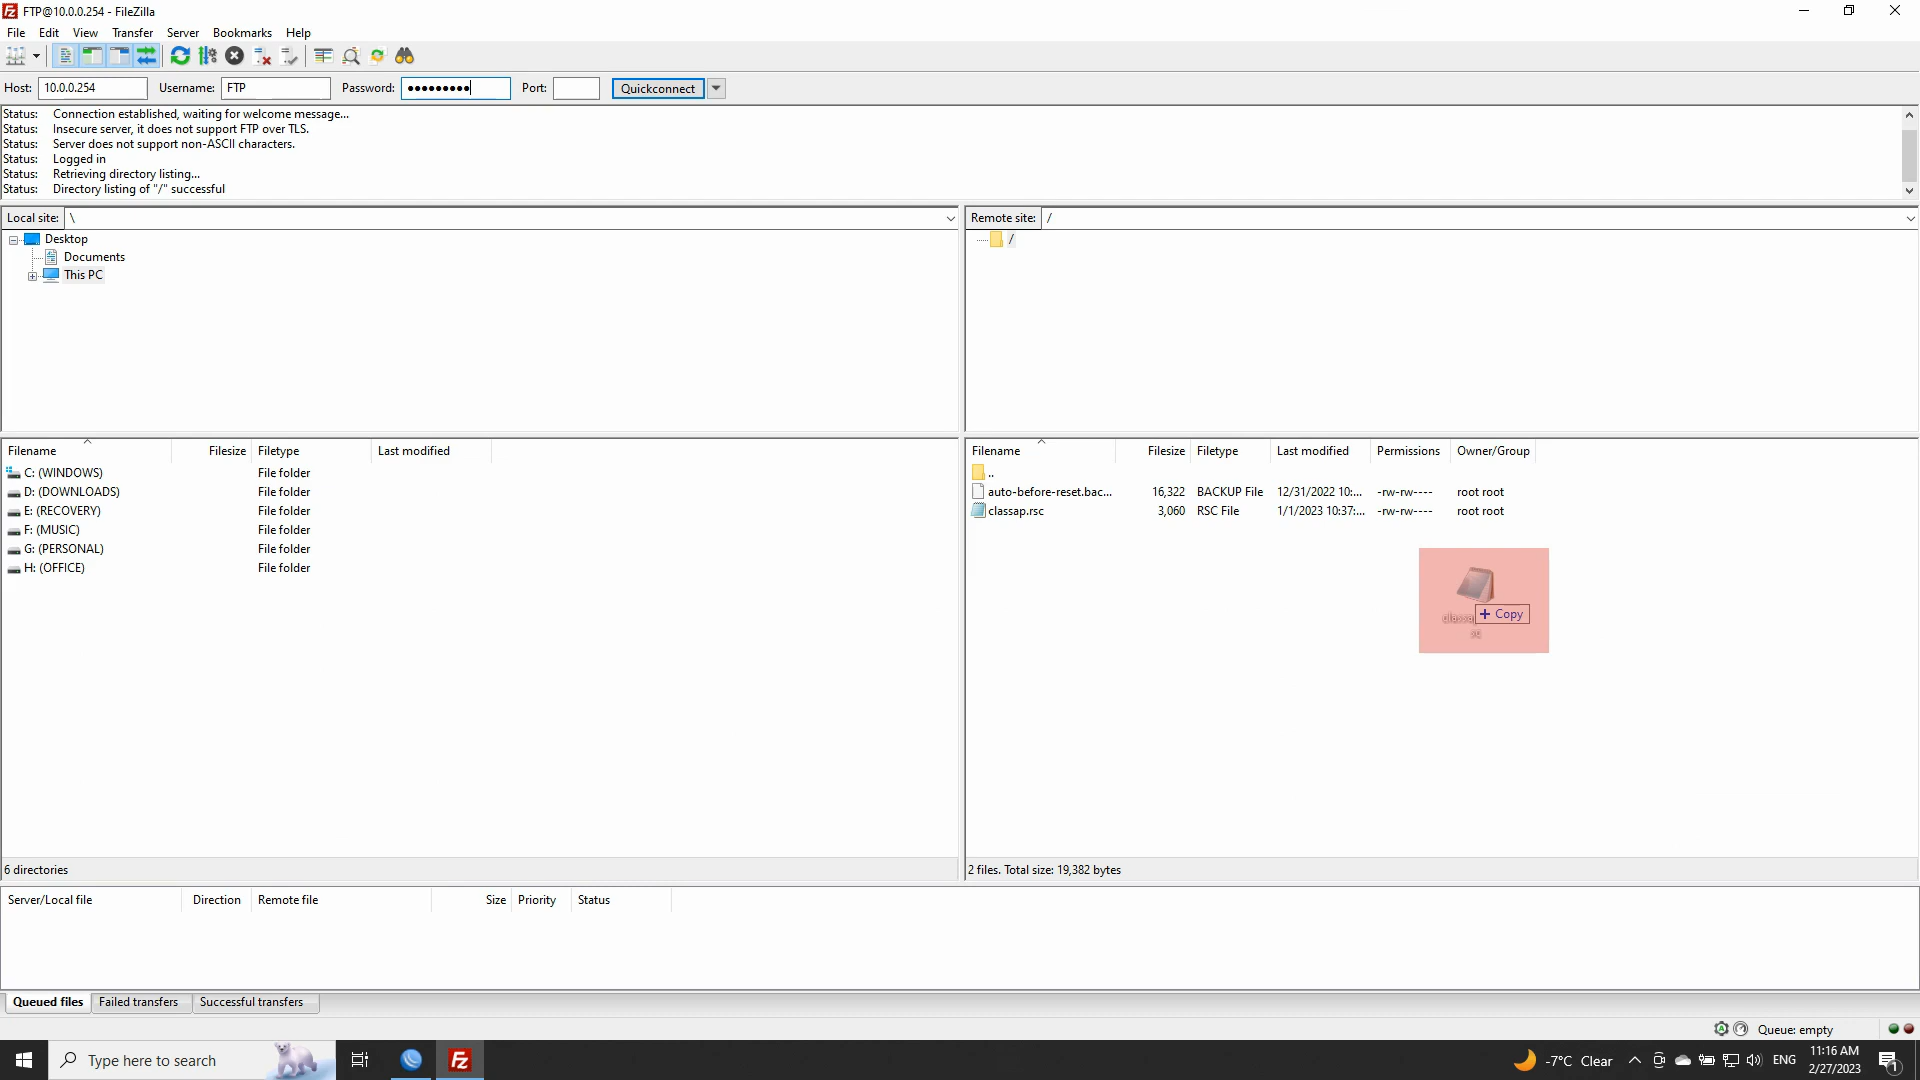 FTP@10.0.0.254 - FileZilla
File Edit View Transfer Server Bookmarks Help
Host: 10.0.0.254 Username: FTP Password: ●●●●●●●●● Port: Quickconnect
Status: Connection established, waiting for welcome message...
Status: Insecure server, it does not support FTP over TLS.
Status: Server does not support non-ASCII characters.
Status: Logged in
Status: Retrieving directory listing...
Status: Directory listing of "/" successful
Local site: \
Desktop
Documents
This PC
Remote site: /
/
Filename Filesize Filetype Last modified
C: (WINDOWS) File folder
D: (DOWNLOADS) File folder
E: (RECOVERY) File folder
F: (MUSIC) File folder
G: (PERSONAL) File folder
H: (OFFICE) File folder
6 directories
Filename Filesize Filetype Last modified Permissions Owner/Group
..
auto-before-reset.bac... 16,322 BACKUP File 12/31/2022 10:... -rw-rw---- root root
classap.rsc 3,060 RSC File 1/1/2023 10:37:... -rw-rw---- root root
+ Copy
2 files. Total size: 19,382 bytes
Server/Local file Direction Remote file Size Priority Status
Queued files Failed transfers Successful transfers
Queue: empty
Type here to search
-7°C Clear
ENG
11:16 AM
2/27/2023
1